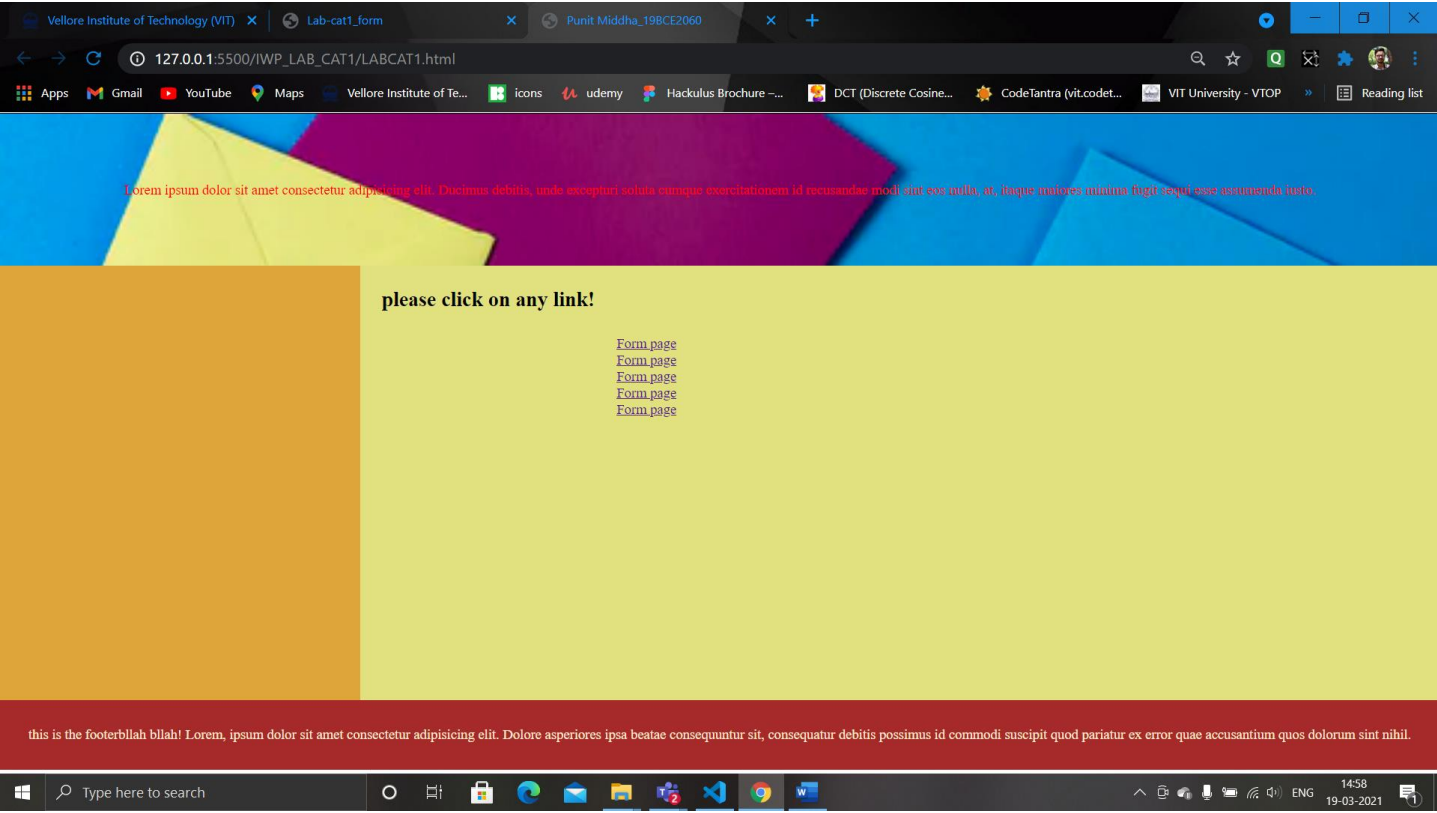 Vellore Institute of Technology (VIT) Lab-cat1_form Punit Middha_19BCE2060
127.0.0.1:5500/IWP_LAB_CAT1/LABCAT1.html
Apps Gmail YouTube Maps Vellore Institute of Te... icons udemy Hackulus Brochure –... DCT (Discrete Cosine... CodeTantra (vit.codet... VIT University - VTOP » Reading list
Lorem ipsum dolor sit amet consectetur adipisicing elit. Ducimus debitis, unde excepturi soluta cumque exercitationem id recusandae modi sint eos nulla, at, itaque maiores minima fugit sequi esse assumenda iusto.
please click on any link!
Form page
Form page
Form page
Form page
Form page
this is the footerbllah bllah! Lorem, ipsum dolor sit amet consectetur adipisicing elit. Dolore asperiores ipsa beatae consequuntur sit, consequatur debitis possimus id commodi suscipit quod pariatur ex error quae accusantium quos dolorum sint nihil.
Type here to search ENG 14:58
19-03-2021